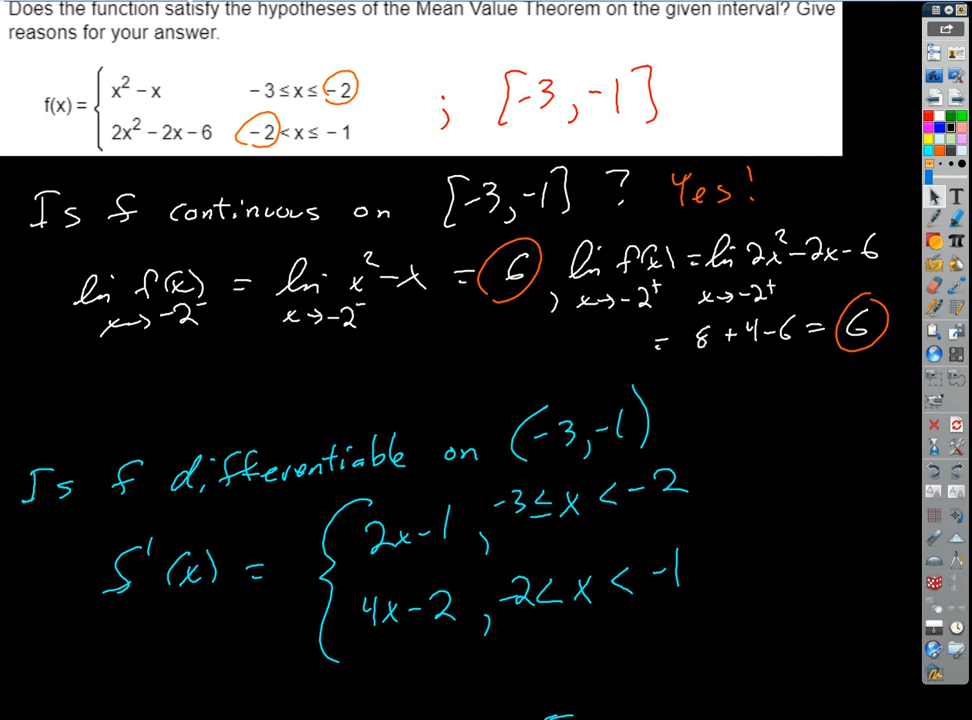 Does the function satisfy the hypotheses of the Mean Value Theorem on the given interval? Give
reasons for your answer.
f(x) = { x² − x    − 3 ≤ x ≤ − 2
2x² − 2x − 6    − 2 < x ≤ − 1
; [-3, -1]
Is f continuous on [-3, -1] ? Yes!
lim x→-2⁻ f(x) = lim x→-2⁻ x² - x = 6 , lim x→-2⁺ f(x) = lim x→-2⁺ 2x² - 2x - 6
= 8 + 4 - 6 = 6
Is f differentiable on (-3, -1)
f'(x) = { 2x - 1 , -3 ≤ x < -2
4x - 2 , -2 < x < -1